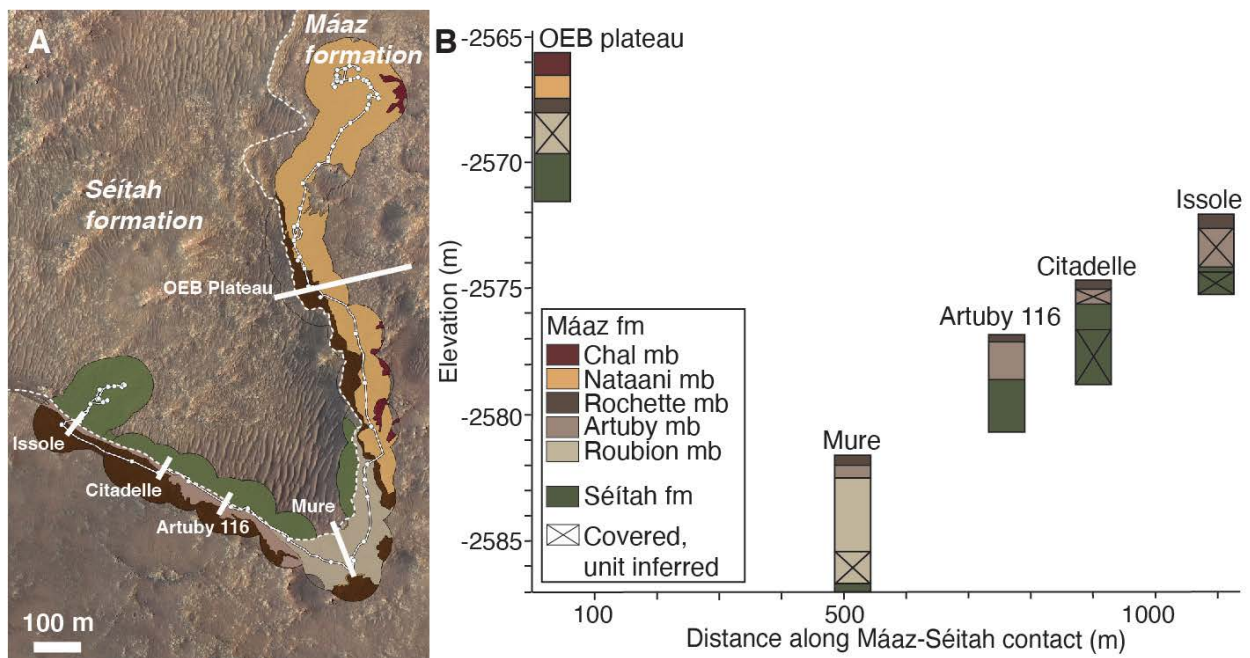 A
Máaz
formation
Séítah
formation
OEB Plateau
Issole
Citadelle
Artuby 116
Mure
100 m
B
-2565
-2570
-2575
-2580
-2585
Elevation (m)
OEB plateau
Issole
Citadelle
Artuby 116
Mure
Máaz fm
Chal mb
Nataani mb
Rochette mb
Artuby mb
Roubion mb
Séítah fm
Covered,
unit inferred
100
500
1000
Distance along Máaz-Séitah contact (m)